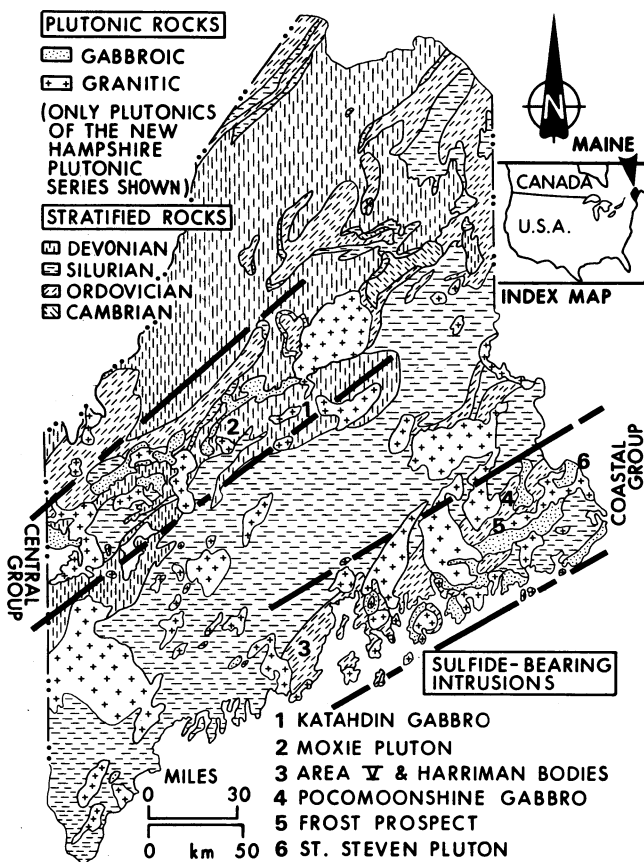 PLUTONIC ROCKS
GABBROIC
GRANITIC
(ONLY PLUTONICS
OF THE NEW
HAMPSHIRE
PLUTONIC
SERIES SHOWN)
STRATIFIED ROCKS
DEVONIAN
SILURIAN
ORDOVICIAN
CAMBRIAN
N
MAINE
CANADA
U.S.A.
INDEX MAP
1
2
3
4
5
6
CENTRAL
GROUP
COASTAL
GROUP
SULFIDE-BEARING
INTRUSIONS
1 KATAHDIN GABBRO
2 MOXIE PLUTON
3 AREA V & HARRIMAN BODIES
4 POCOMOONSHINE GABBRO
5 FROST PROSPECT
6 ST. STEVEN PLUTON
MILES
0 30
0 km 50